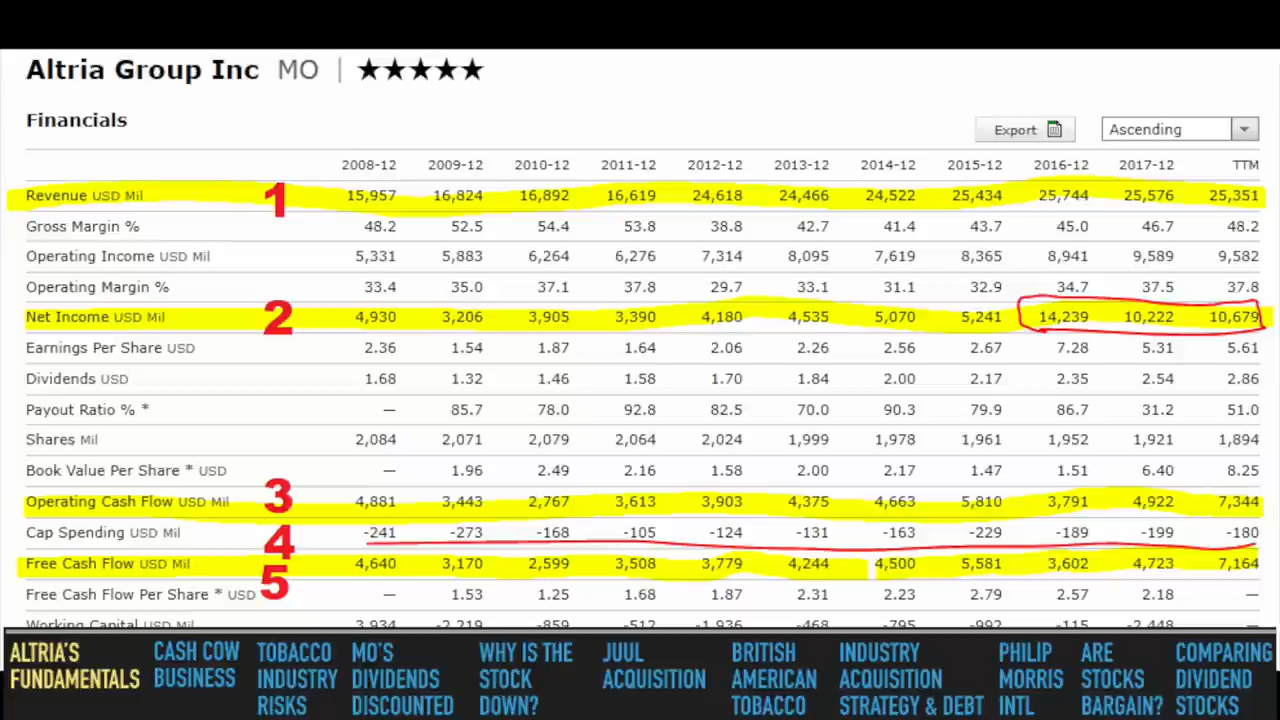 Altria Group Inc MO | ★★★★★
Financials
Export Ascending
2008-12 2009-12 2010-12 2011-12 2012-12 2013-12 2014-12 2015-12 2016-12 2017-12 TTM
Revenue USD Mil 1 15,957 16,824 16,892 16,619 24,618 24,466 24,522 25,434 25,744 25,576 25,351
Gross Margin % 48.2 52.5 54.4 53.8 38.8 42.7 41.4 43.7 45.0 46.7 48.2
Operating Income USD Mil 5,331 5,883 6,264 6,276 7,314 8,095 7,619 8,365 8,941 9,589 9,582
Operating Margin % 33.4 35.0 37.1 37.8 29.7 33.1 31.1 32.9 34.7 37.5 37.8
Net Income USD Mil 2 4,930 3,206 3,905 3,390 4,180 4,535 5,070 5,241 14,239 10,222 10,679
Earnings Per Share USD 2.36 1.54 1.87 1.64 2.06 2.26 2.56 2.67 7.28 5.31 5.61
Dividends USD 1.68 1.32 1.46 1.58 1.70 1.84 2.00 2.17 2.35 2.54 2.86
Payout Ratio % * — 85.7 78.0 92.8 82.5 70.0 90.3 79.9 86.7 31.2 51.0
Shares Mil 2,084 2,071 2,079 2,064 2,024 1,999 1,978 1,961 1,952 1,921 1,894
Book Value Per Share * USD — 1.96 2.49 2.16 1.58 2.00 2.17 1.47 1.51 6.40 8.25
Operating Cash Flow USD Mil 3 4,881 3,443 2,767 3,613 3,903 4,375 4,663 5,810 3,791 4,922 7,344
Cap Spending USD Mil 4 -241 -273 -168 -105 -124 -131 -163 -229 -189 -199 -180
Free Cash Flow USD Mil 5 4,640 3,170 2,599 3,508 3,779 4,244 4,500 5,581 3,602 4,723 7,164
Free Cash Flow Per Share * USD — 1.53 1.25 1.68 1.87 2.31 2.23 2.79 2.57 2.18 —
Working Capital USD Mil 3,934 -2,219 -859 -512 -1,936 -468 -795 -992 -115 -2,448 —
ALTRIA'S
FUNDAMENTALS
CASH COW
BUSINESS
TOBACCO
INDUSTRY
RISKS
MO'S
DIVIDENDS
DISCOUNTED
WHY IS THE
STOCK
DOWN?
JUUL
ACQUISITION
BRITISH
AMERICAN
TOBACCO
INDUSTRY
ACQUISITION
STRATEGY & DEBT
PHILIP
MORRIS
INTL
ARE
STOCKS
BARGAIN?
COMPARING
DIVIDEND
STOCKS